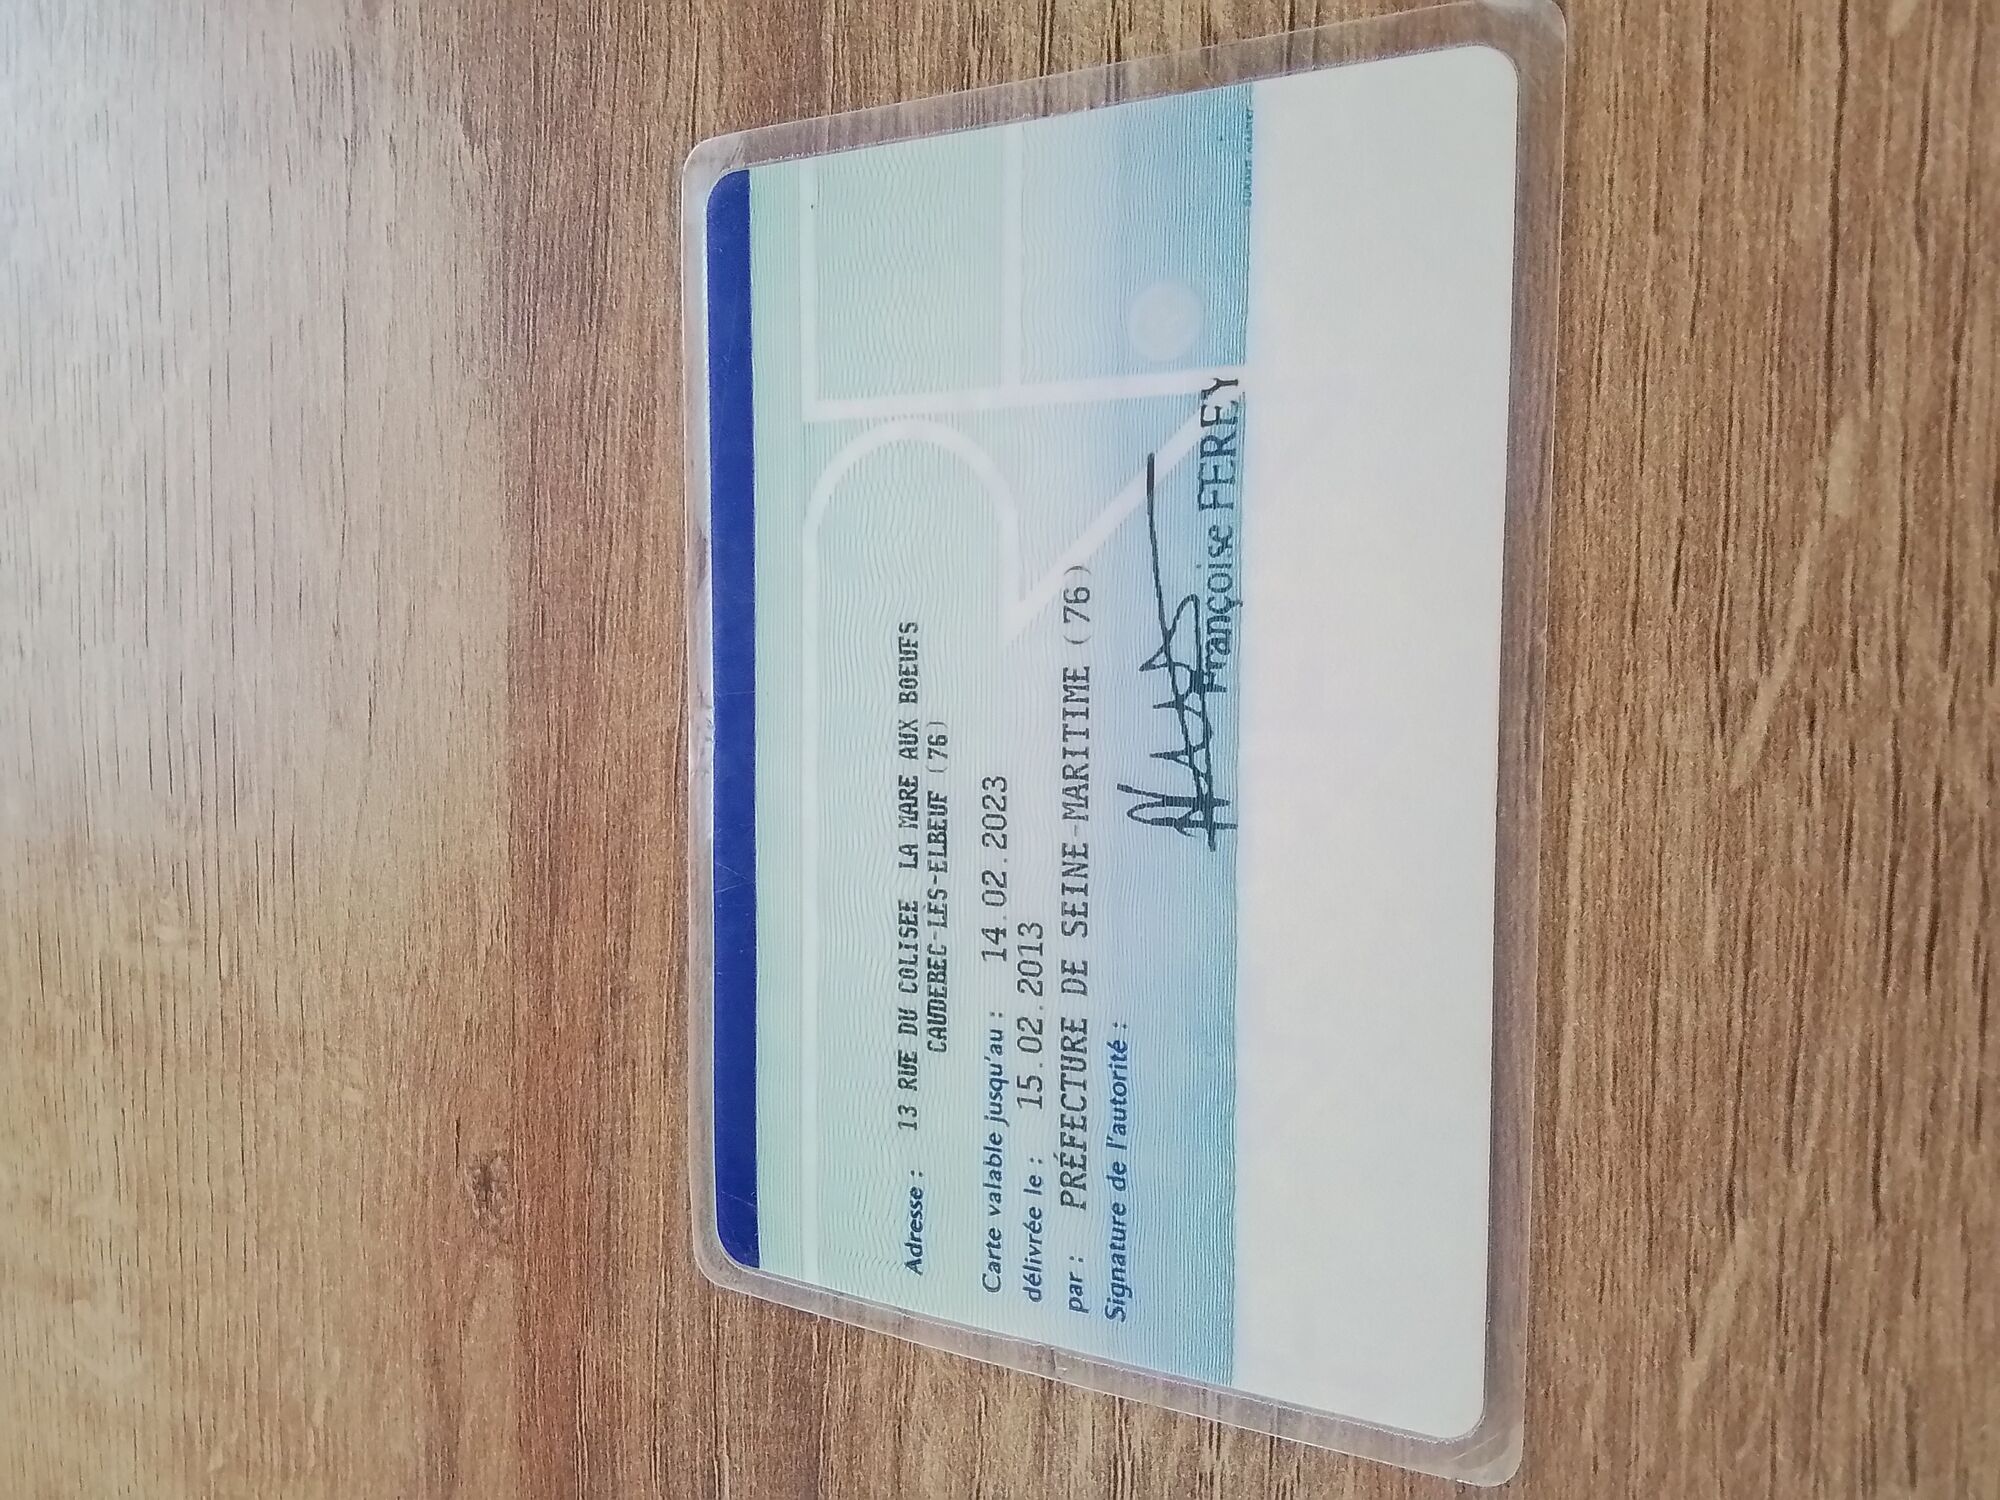 Adresse : 13 RUE DU COLISEE LA MARE AUX BOEUFS
CAUDEBEC-LÈS-ELBEUF (76)
Carte valable jusqu'au : 14.02.2023
délivrée le : 15.02.2013
par : PRÉFECTURE DE SEINE-MARITIME (76)
Signature de l'autorité :
Françoise FEREY